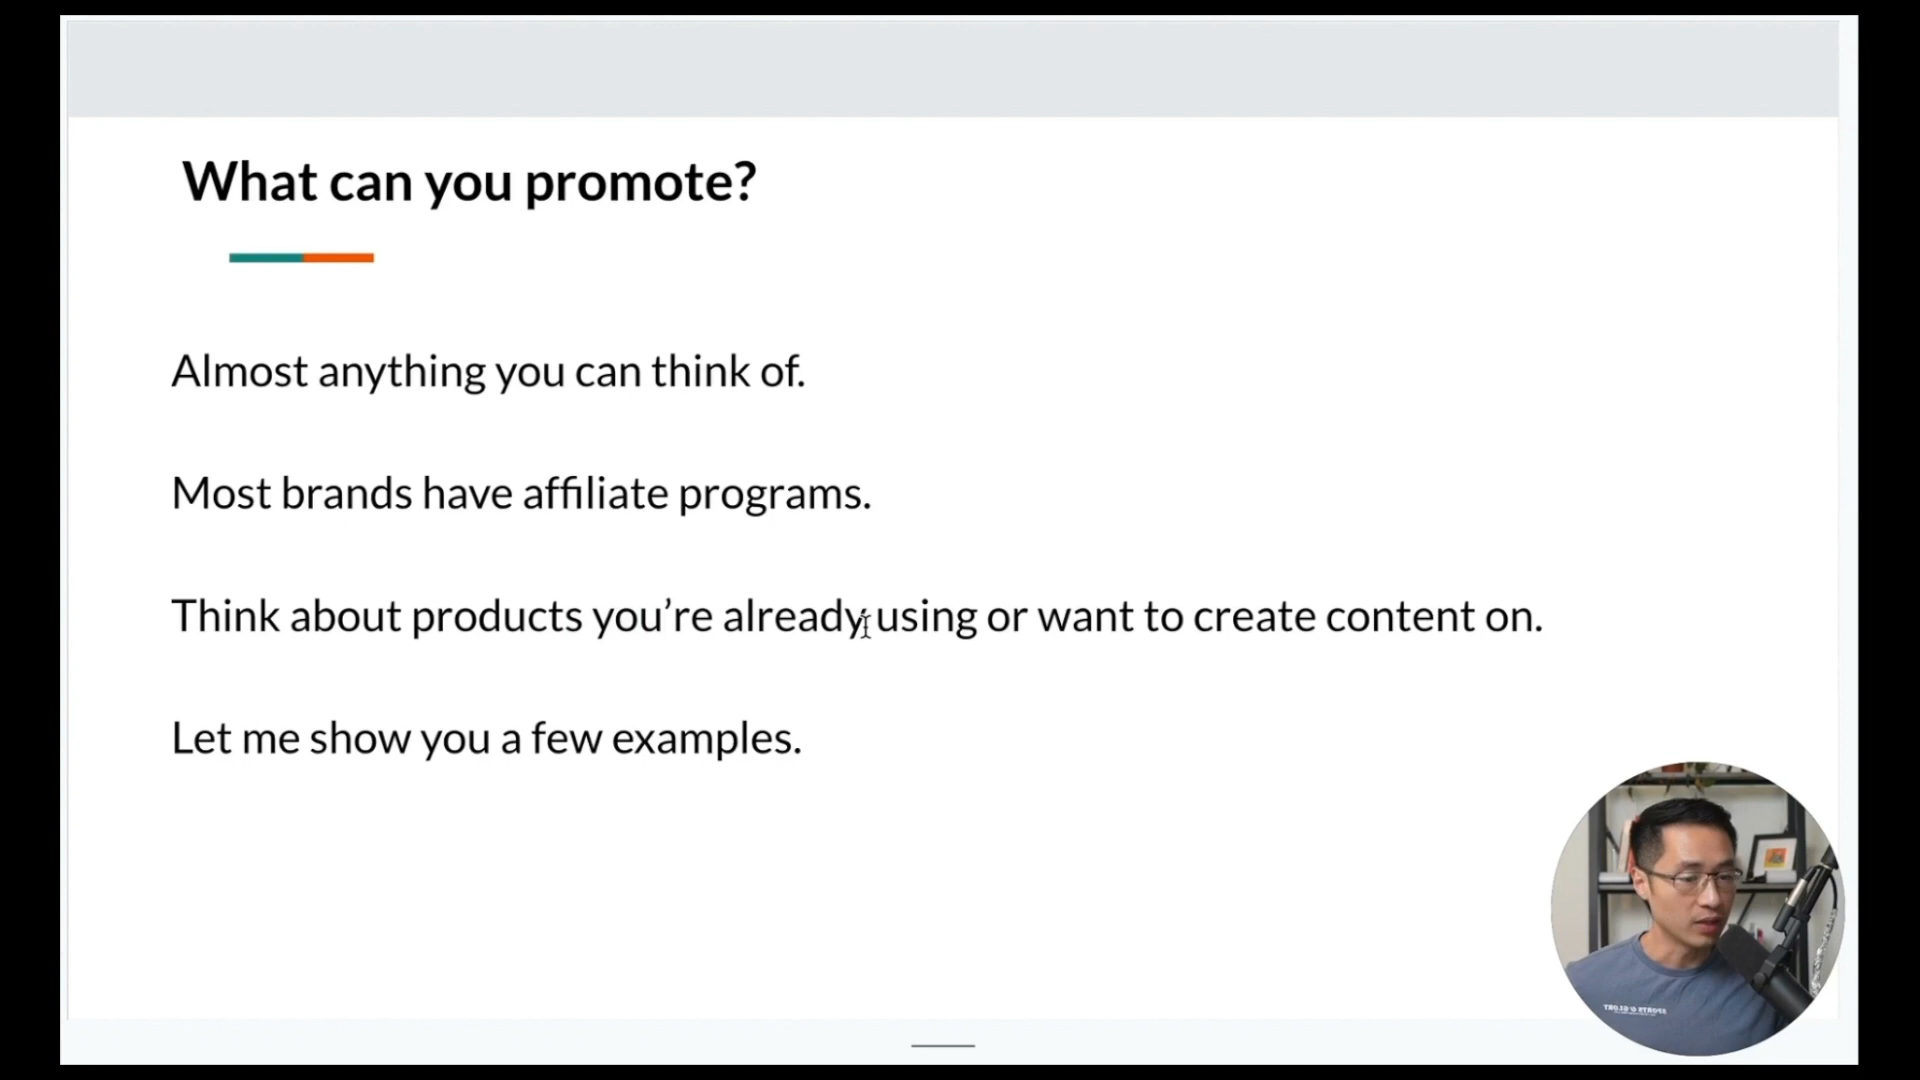 What can you promote?
Almost anything you can think of.
Most brands have affiliate programs.
Think about products you’re already using or want to create content on.
Let me show you a few examples.